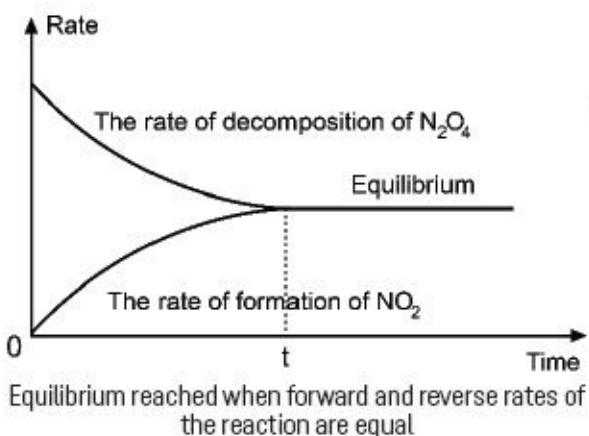 Rate
The rate of decomposition of N₂O₄
Equilibrium
The rate of formation of NO₂
0
t
Time
Equilibrium reached when forward and reverse rates of
the reaction are equal